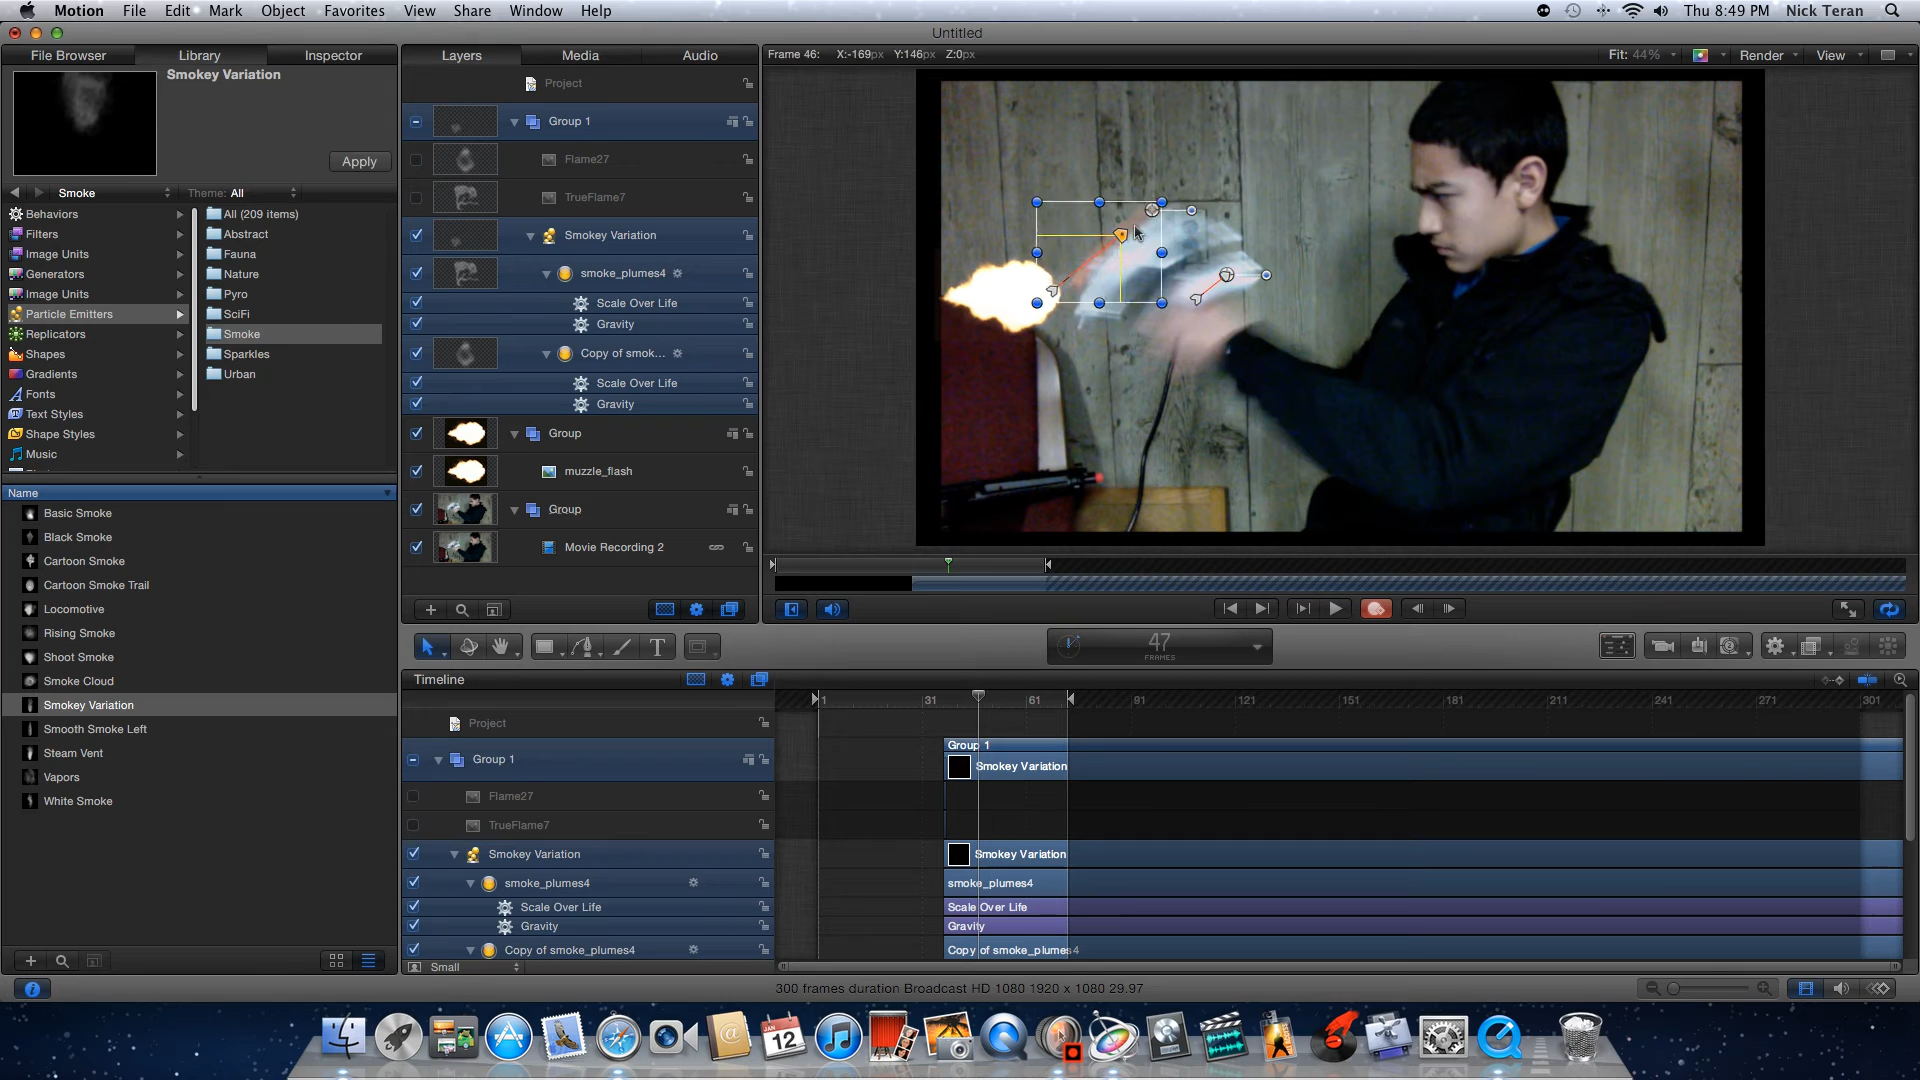 Motion File Edit Mark Object Favorites View Share Window Help Thu 8:49 PM Nick Teran
Untitled
File Browser Library Inspector
Smokey Variation
Apply
Smoke Theme: All
Behaviors
Filters
Image Units
Generators
Image Units
Particle Emitters
Replicators
Shapes
Gradients
Fonts
Text Styles
Shape Styles
Music
All (209 items)
Abstract
Fauna
Nature
Pyro
SciFi
Smoke
Sparkles
Urban
Name
Basic Smoke
Black Smoke
Cartoon Smoke
Cartoon Smoke Trail
Locomotive
Rising Smoke
Shoot Smoke
Smoke Cloud
Smokey Variation
Smooth Smoke Left
Steam Vent
Vapors
White Smoke
Layers Media Audio
Project
Group 1
Flame27
TrueFlame7
Smokey Variation
smoke_plumes4
Scale Over Life
Gravity
Copy of smok...
Scale Over Life
Gravity
Group
muzzle_flash
Group
Movie Recording 2
Frame 46: X:-169px Y:146px Z:0px
Fit: 44% Render View
T
47
FRAMES
Timeline
1 31 61 91 121 151 181 211 241 271 301
Project
Group 1
Flame27
TrueFlame7
Smokey Variation
smoke_plumes4
Scale Over Life
Gravity
Copy of smoke_plumes4
Small
Group 1
Smokey Variation
Smokey Variation
smoke_plumes4
Scale Over Life
Gravity
Copy of smoke_plumes4
300 frames duration Broadcast HD 1080 1920 x 1080 29.97
JAN
12